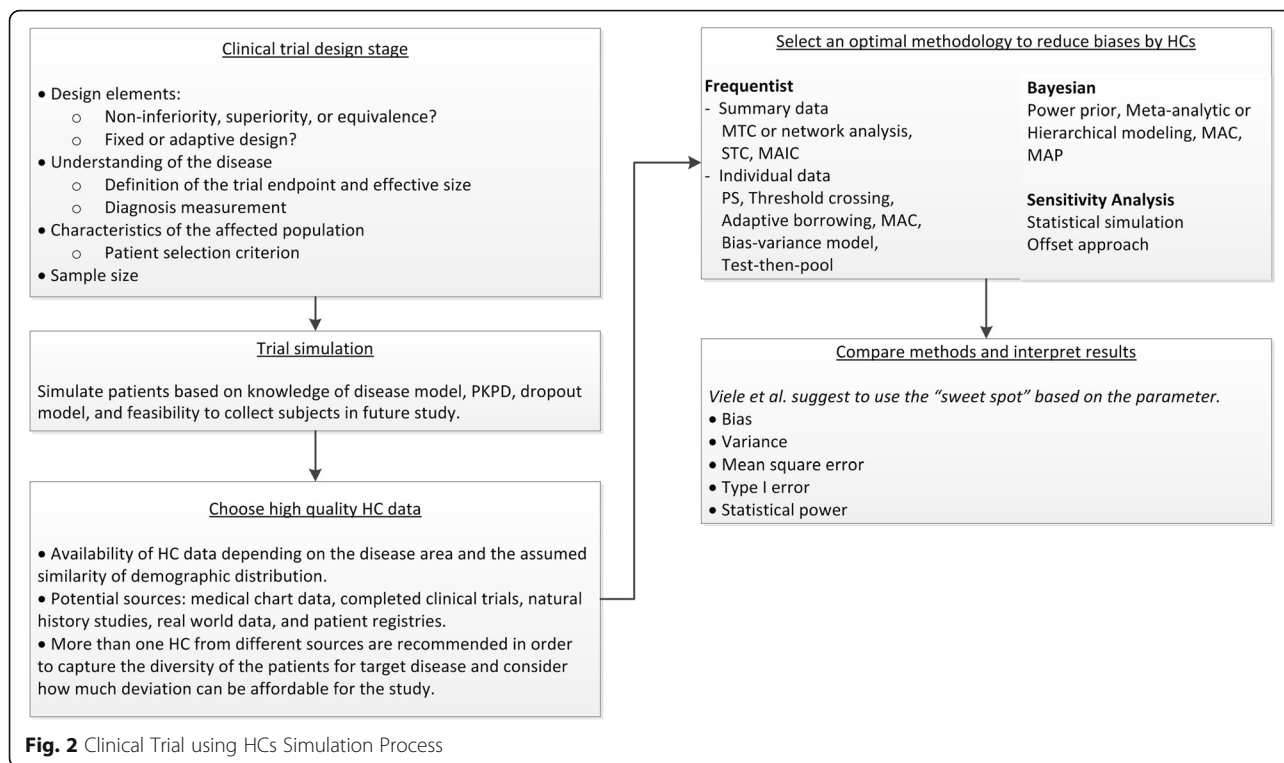 Clinical trial design stage
• Design elements:
o Non-inferiority, superiority, or equivalence?
o Fixed or adaptive design?
• Understanding of the disease
o Definition of the trial endpoint and effective size
o Diagnosis measurement
• Characteristics of the affected population
o Patient selection criterion
• Sample size
Trial simulation
Simulate patients based on knowledge of disease model, PKPD, dropout
model, and feasibility to collect subjects in future study.
Choose high quality HC data
• Availability of HC data depending on the disease area and the assumed
similarity of demographic distribution.
• Potential sources: medical chart data, completed clinical trials, natural
history studies, real world data, and patient registries.
• More than one HC from different sources are recommended in order
to capture the diversity of the patients for target disease and consider
how much deviation can be affordable for the study.
Select an optimal methodology to reduce biases by HCs
Frequentist
- Summary data
MTC or network analysis,
STC, MAIC
- Individual data
PS, Threshold crossing,
Adaptive borrowing, MAC,
Bias-variance model,
Test-then-pool
Bayesian
Power prior, Meta-analytic or
Hierarchical modeling, MAC,
MAP
Sensitivity Analysis
Statistical simulation
Offset approach
Compare methods and interpret results
Viele et al. suggest to use the “sweet spot” based on the parameter.
• Bias
• Variance
• Mean square error
• Type I error
• Statistical power
Fig. 2 Clinical Trial using HCs Simulation Process